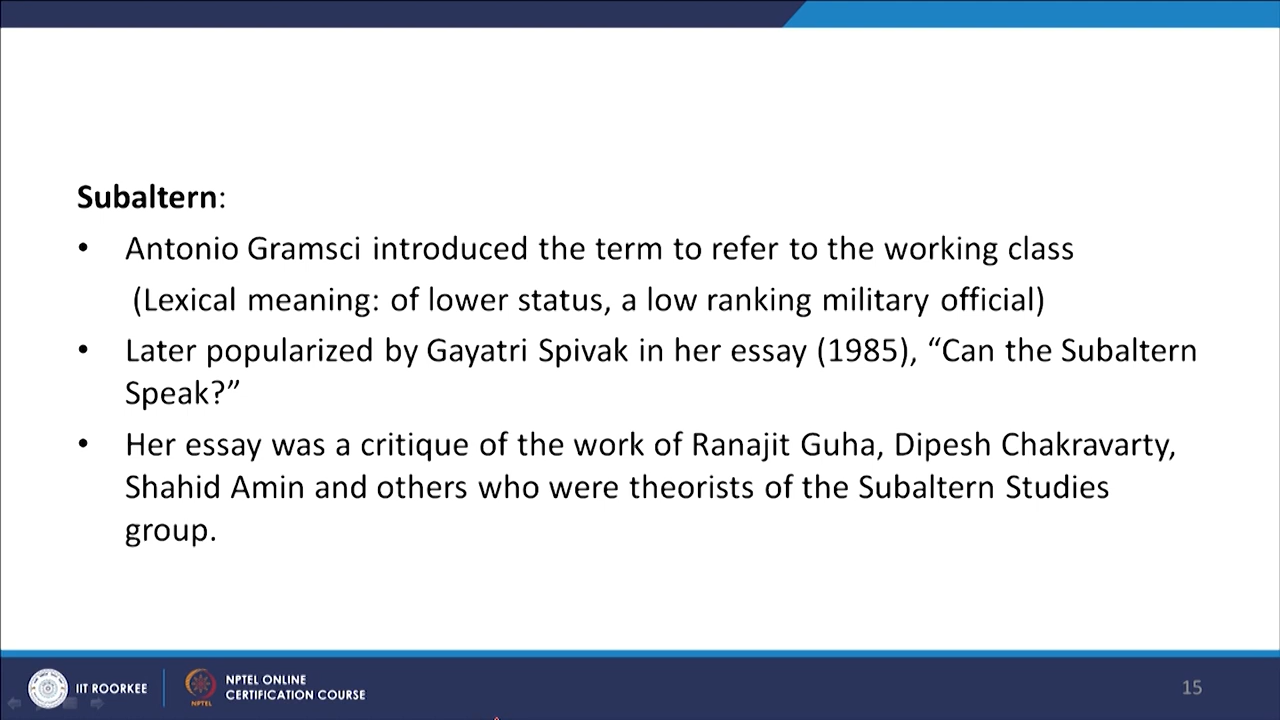 Subaltern:
• Antonio Gramsci introduced the term to refer to the working class
(Lexical meaning: of lower status, a low ranking military official)
• Later popularized by Gayatri Spivak in her essay (1985), “Can the Subaltern
Speak?”
• Her essay was a critique of the work of Ranajit Guha, Dipesh Chakravarty,
Shahid Amin and others who were theorists of the Subaltern Studies
group.
IIT ROORKEE
NPTEL
NPTEL ONLINE
CERTIFICATION COURSE
15